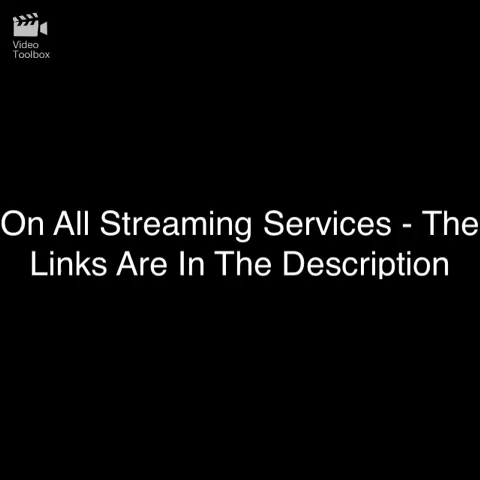 Video
Toolbox
On All Streaming Services - The
Links Are In The Description